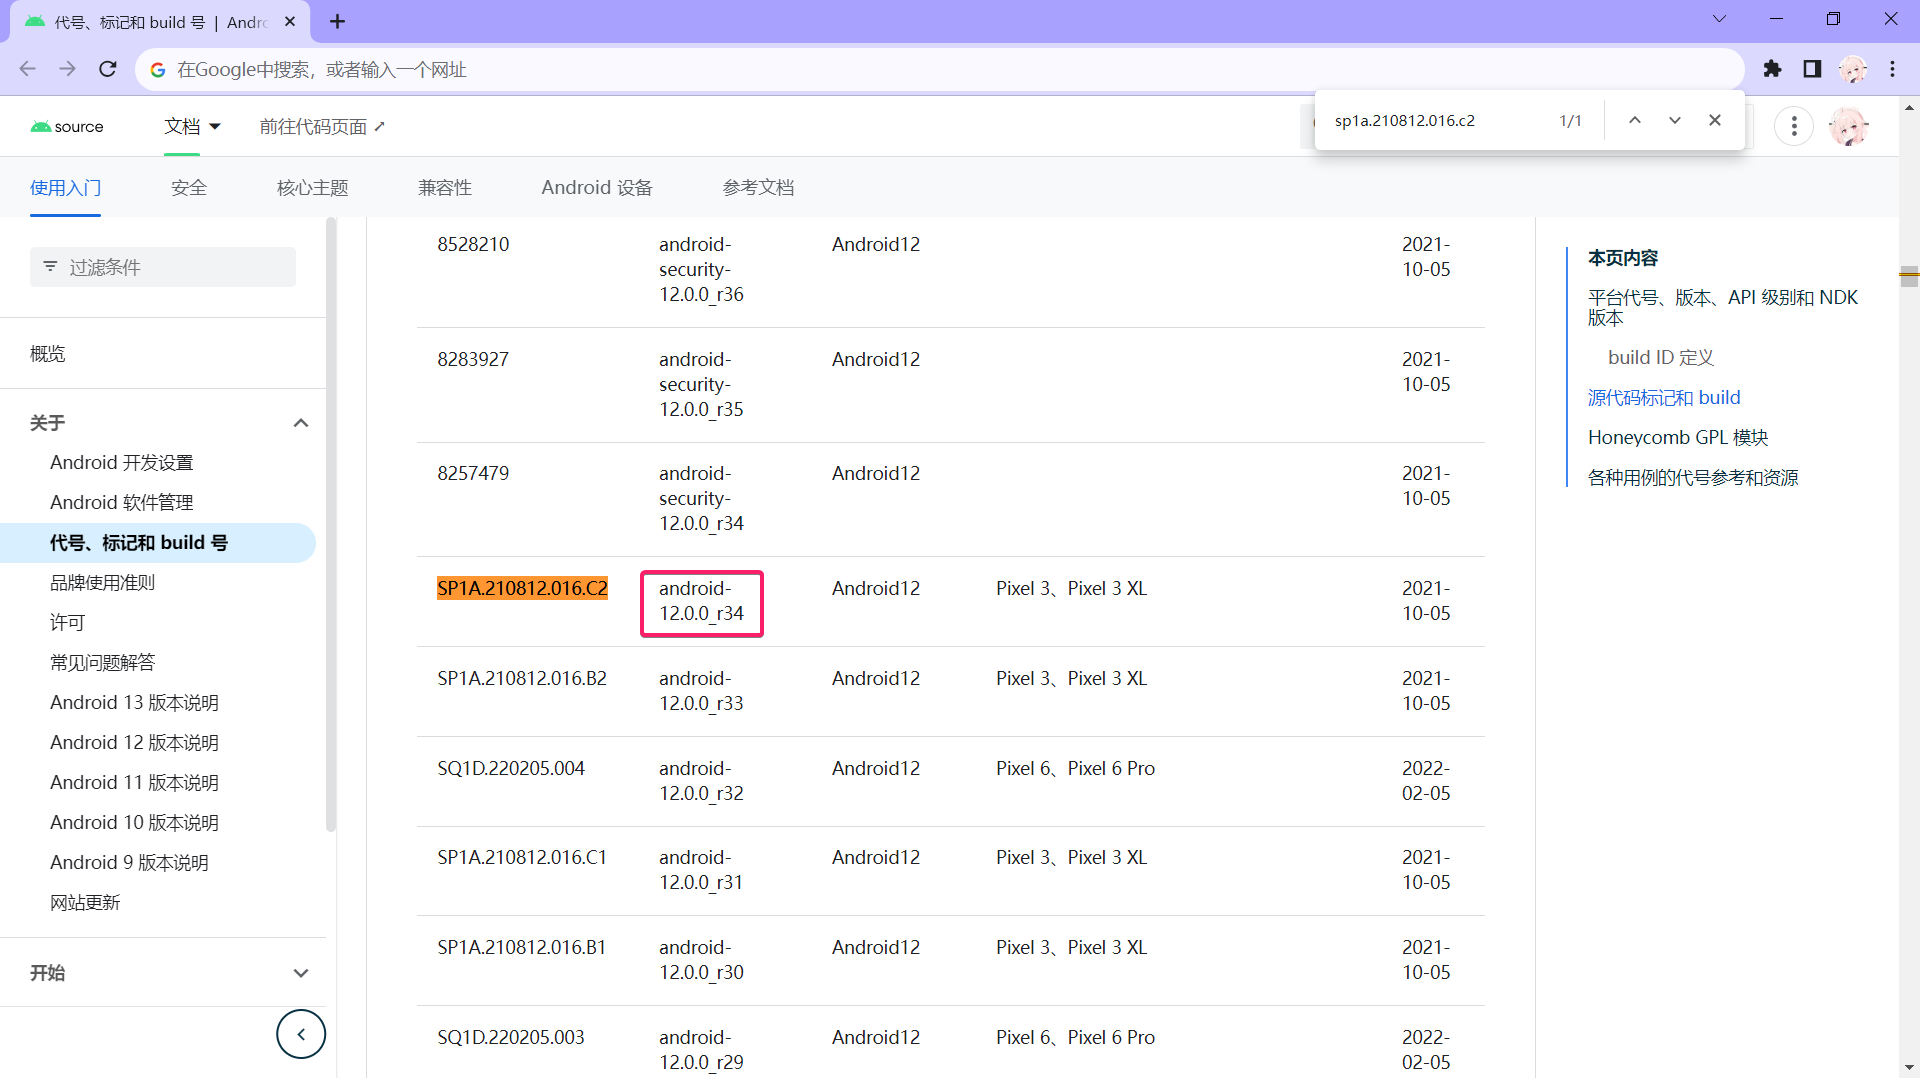 代号、标记和 build 号 | Andro
在Google中搜索，或者输入一个网址
source
文档
前往代码页面
sp1a.210812.016.c2
1/1
使用入门
安全
核心主题
兼容性
Android 设备
参考文档
过滤条件
概览
关于
Android 开发设置
Android 软件管理
代号、标记和 build 号
品牌使用准则
许可
常见问题解答
Android 13 版本说明
Android 12 版本说明
Android 11 版本说明
Android 10 版本说明
Android 9 版本说明
网站更新
开始
8528210
android-
security-
12.0.0_r36
Android12
2021-
10-05
8283927
android-
security-
12.0.0_r35
Android12
2021-
10-05
8257479
android-
security-
12.0.0_r34
Android12
2021-
10-05
SP1A.210812.016.C2
android-
12.0.0_r34
Android12
Pixel 3、Pixel 3 XL
2021-
10-05
SP1A.210812.016.B2
android-
12.0.0_r33
Android12
Pixel 3、Pixel 3 XL
2021-
10-05
SQ1D.220205.004
android-
12.0.0_r32
Android12
Pixel 6、Pixel 6 Pro
2022-
02-05
SP1A.210812.016.C1
android-
12.0.0_r31
Android12
Pixel 3、Pixel 3 XL
2021-
10-05
SP1A.210812.016.B1
android-
12.0.0_r30
Android12
Pixel 3、Pixel 3 XL
2021-
10-05
SQ1D.220205.003
android-
12.0.0_r29
Android12
Pixel 6、Pixel 6 Pro
2022-
02-05
本页内容
平台代号、版本、API 级别和 NDK
版本
build ID 定义
源代码标记和 build
Honeycomb GPL 模块
各种用例的代号参考和资源